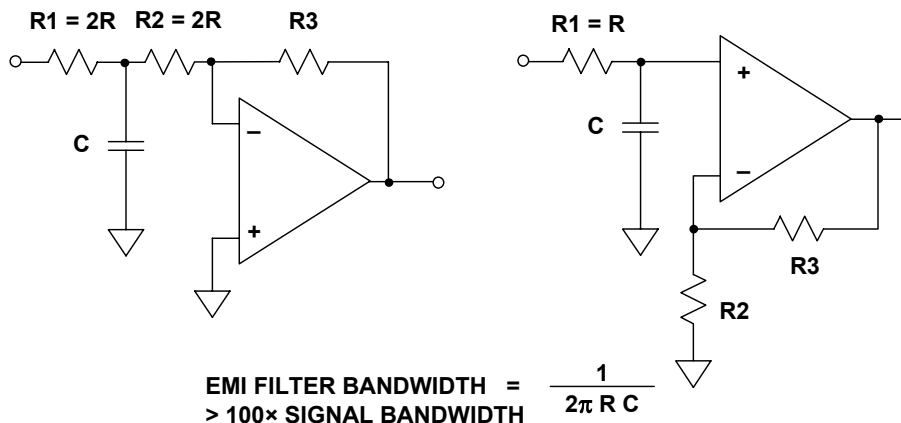 R1 = 2R R2 = 2R R3
C
−
+
R1 = R
C
+
−
R3
R2
EMI FILTER BANDWIDTH = 1
2π R C
> 100× SIGNAL BANDWIDTH